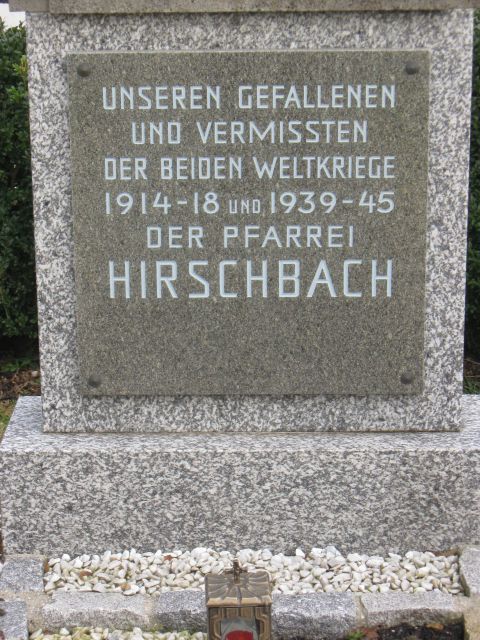 UNSEREN GEFALLENEN
UND VERMISSTEN
DER BEIDEN WELTKRIEGE
1914-18 UND 1939-45
DER PFARREI
HIRSCHBACH